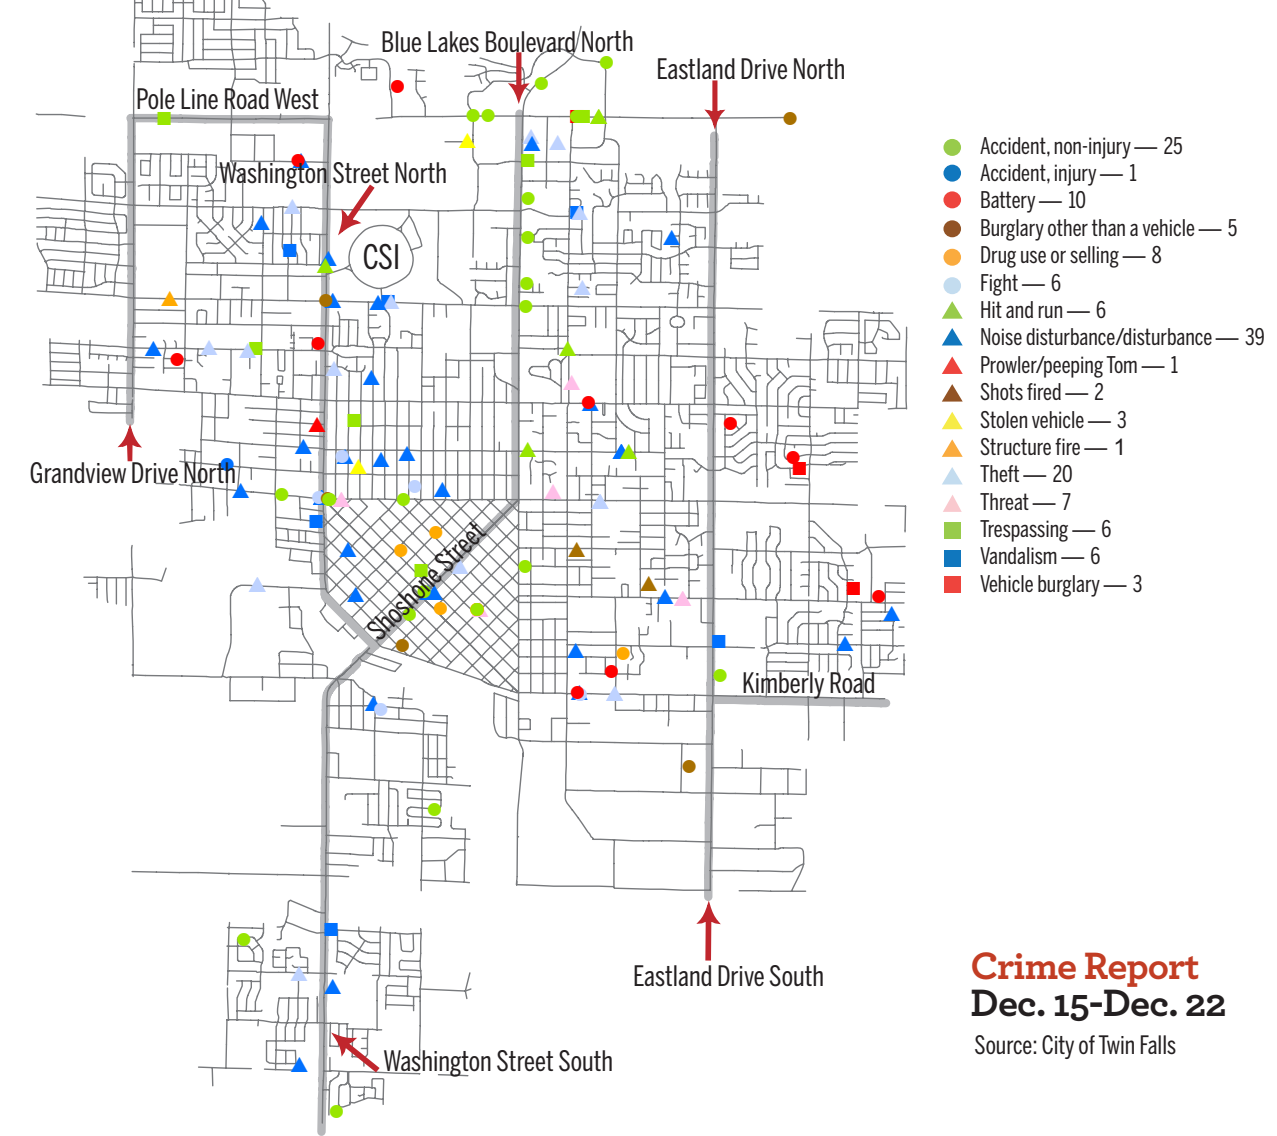 Blue Lakes Boulevard North
Eastland Drive North
Pole Line Road West
Washington Street North
CSI
Grandview Drive North
Shoshone Street
Kimberly Road
Eastland Drive South
Washington Street South
Accident, non-injury — 25
Accident, injury — 1
Battery — 10
Burglary other than a vehicle — 5
Drug use or selling — 8
Fight — 6
Hit and run — 6
Noise disturbance/disturbance — 39
Prowler/peeping Tom — 1
Shots fired — 2
Stolen vehicle — 3
Structure fire — 1
Theft — 20
Threat — 7
Trespassing — 6
Vandalism — 6
Vehicle burglary — 3
Crime Report
Dec. 15-Dec. 22
Source: City of Twin Falls